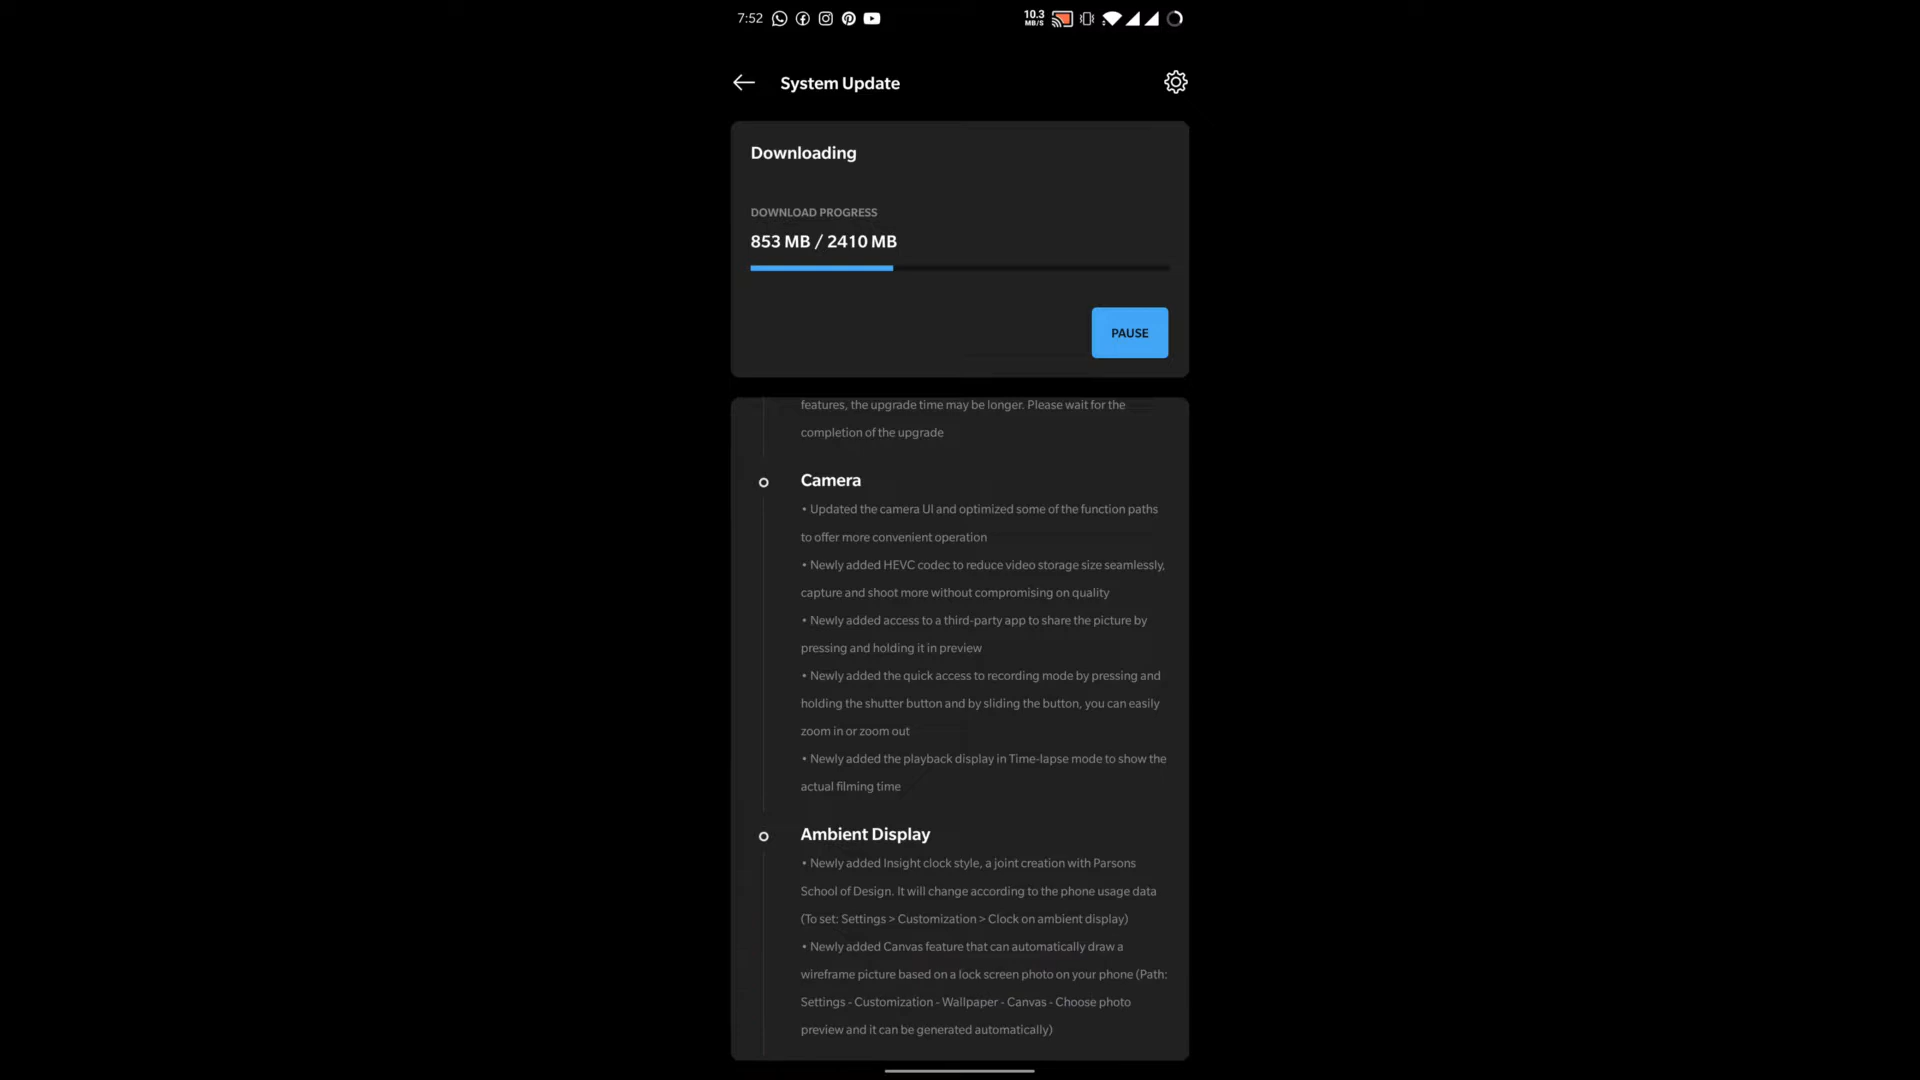 7:52
10.3
MB/S
System Update
Downloading
DOWNLOAD PROGRESS
853 MB / 2410 MB
PAUSE
features, the upgrade time may be longer. Please wait for the
completion of the upgrade
Camera
• Updated the camera UI and optimized some of the function paths
to offer more convenient operation
• Newly added HEVC codec to reduce video storage size seamlessly,
capture and shoot more without compromising on quality
• Newly added access to a third-party app to share the picture by
pressing and holding it in preview
• Newly added the quick access to recording mode by pressing and
holding the shutter button and by sliding the button, you can easily
zoom in or zoom out
• Newly added the playback display in Time-lapse mode to show the
actual filming time
Ambient Display
• Newly added Insight clock style, a joint creation with Parsons
School of Design. It will change according to the phone usage data
(To set: Settings > Customization > Clock on ambient display)
• Newly added Canvas feature that can automatically draw a
wireframe picture based on a lock screen photo on your phone (Path:
Settings - Customization - Wallpaper - Canvas - Choose photo
preview and it can be generated automatically)